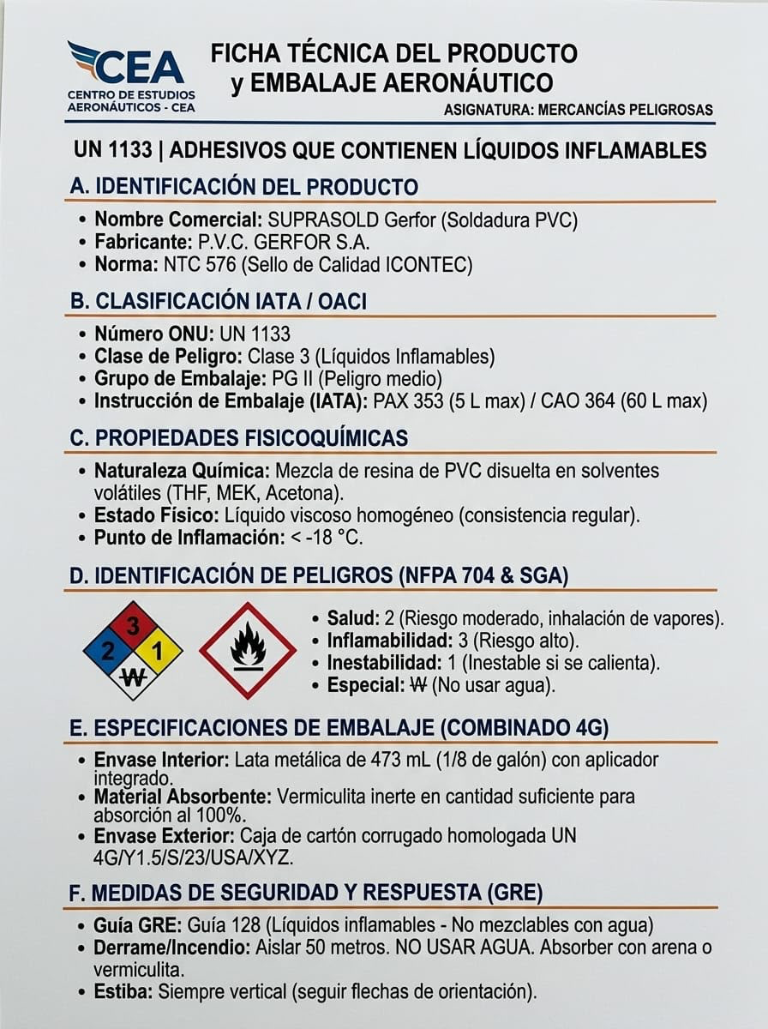 CEA
CENTRO DE ESTUDIOS
AERONÁUTICOS - CEA
FICHA TÉCNICA DEL PRODUCTO
y EMBALAJE AERONÁUTICO
ASIGNATURA: MERCANCÍAS PELIGROSAS
UN 1133 | ADHESIVOS QUE CONTIENEN LÍQUIDOS INFLAMABLES
A. IDENTIFICACIÓN DEL PRODUCTO
• Nombre Comercial: SUPRASOLD Gerfor (Soldadura PVC)
• Fabricante: P.V.C. GERFOR S.A.
• Norma: NTC 576 (Sello de Calidad ICONTEC)
B. CLASIFICACIÓN IATA / OACI
• Número ONU: UN 1133
• Clase de Peligro: Clase 3 (Líquidos Inflamables)
• Grupo de Embalaje: PG II (Peligro medio)
• Instrucción de Embalaje (IATA): PAX 353 (5 L max) / CAO 364 (60 L max)
C. PROPIEDADES FISICOQUÍMICAS
• Naturaleza Química: Mezcla de resina de PVC disuelta en solventes
volátiles (THF, MEK, Acetona).
• Estado Físico: Líquido viscoso homogéneo (consistencia regular).
• Punto de Inflamación: < -18 °C.
D. IDENTIFICACIÓN DE PELIGROS (NFPA 704 & SGA)
3
2 1
W
• Salud: 2 (Riesgo moderado, inhalación de vapores).
• Inflamabilidad: 3 (Riesgo alto).
• Inestabilidad: 1 (Inestable si se calienta).
• Especial: W (No usar agua).
E. ESPECIFICACIONES DE EMBALAJE (COMBINADO 4G)
• Envase Interior: Lata metálica de 473 mL (1/8 de galón) con aplicador
integrado.
• Material Absorbente: Vermiculita inerte en cantidad suficiente para
absorción al 100%.
• Envase Exterior: Caja de cartón corrugado homologada UN
4G/Y1.5/S/23/USA/XYZ.
F. MEDIDAS DE SEGURIDAD Y RESPUESTA (GRE)
• Guía GRE: Guía 128 (Líquidos inflamables - No mezclables con agua)
• Derrame/Incendio: Aislar 50 metros. NO USAR AGUA. Absorber con arena o
vermiculita.
• Estiba: Siempre vertical (seguir flechas de orientación).